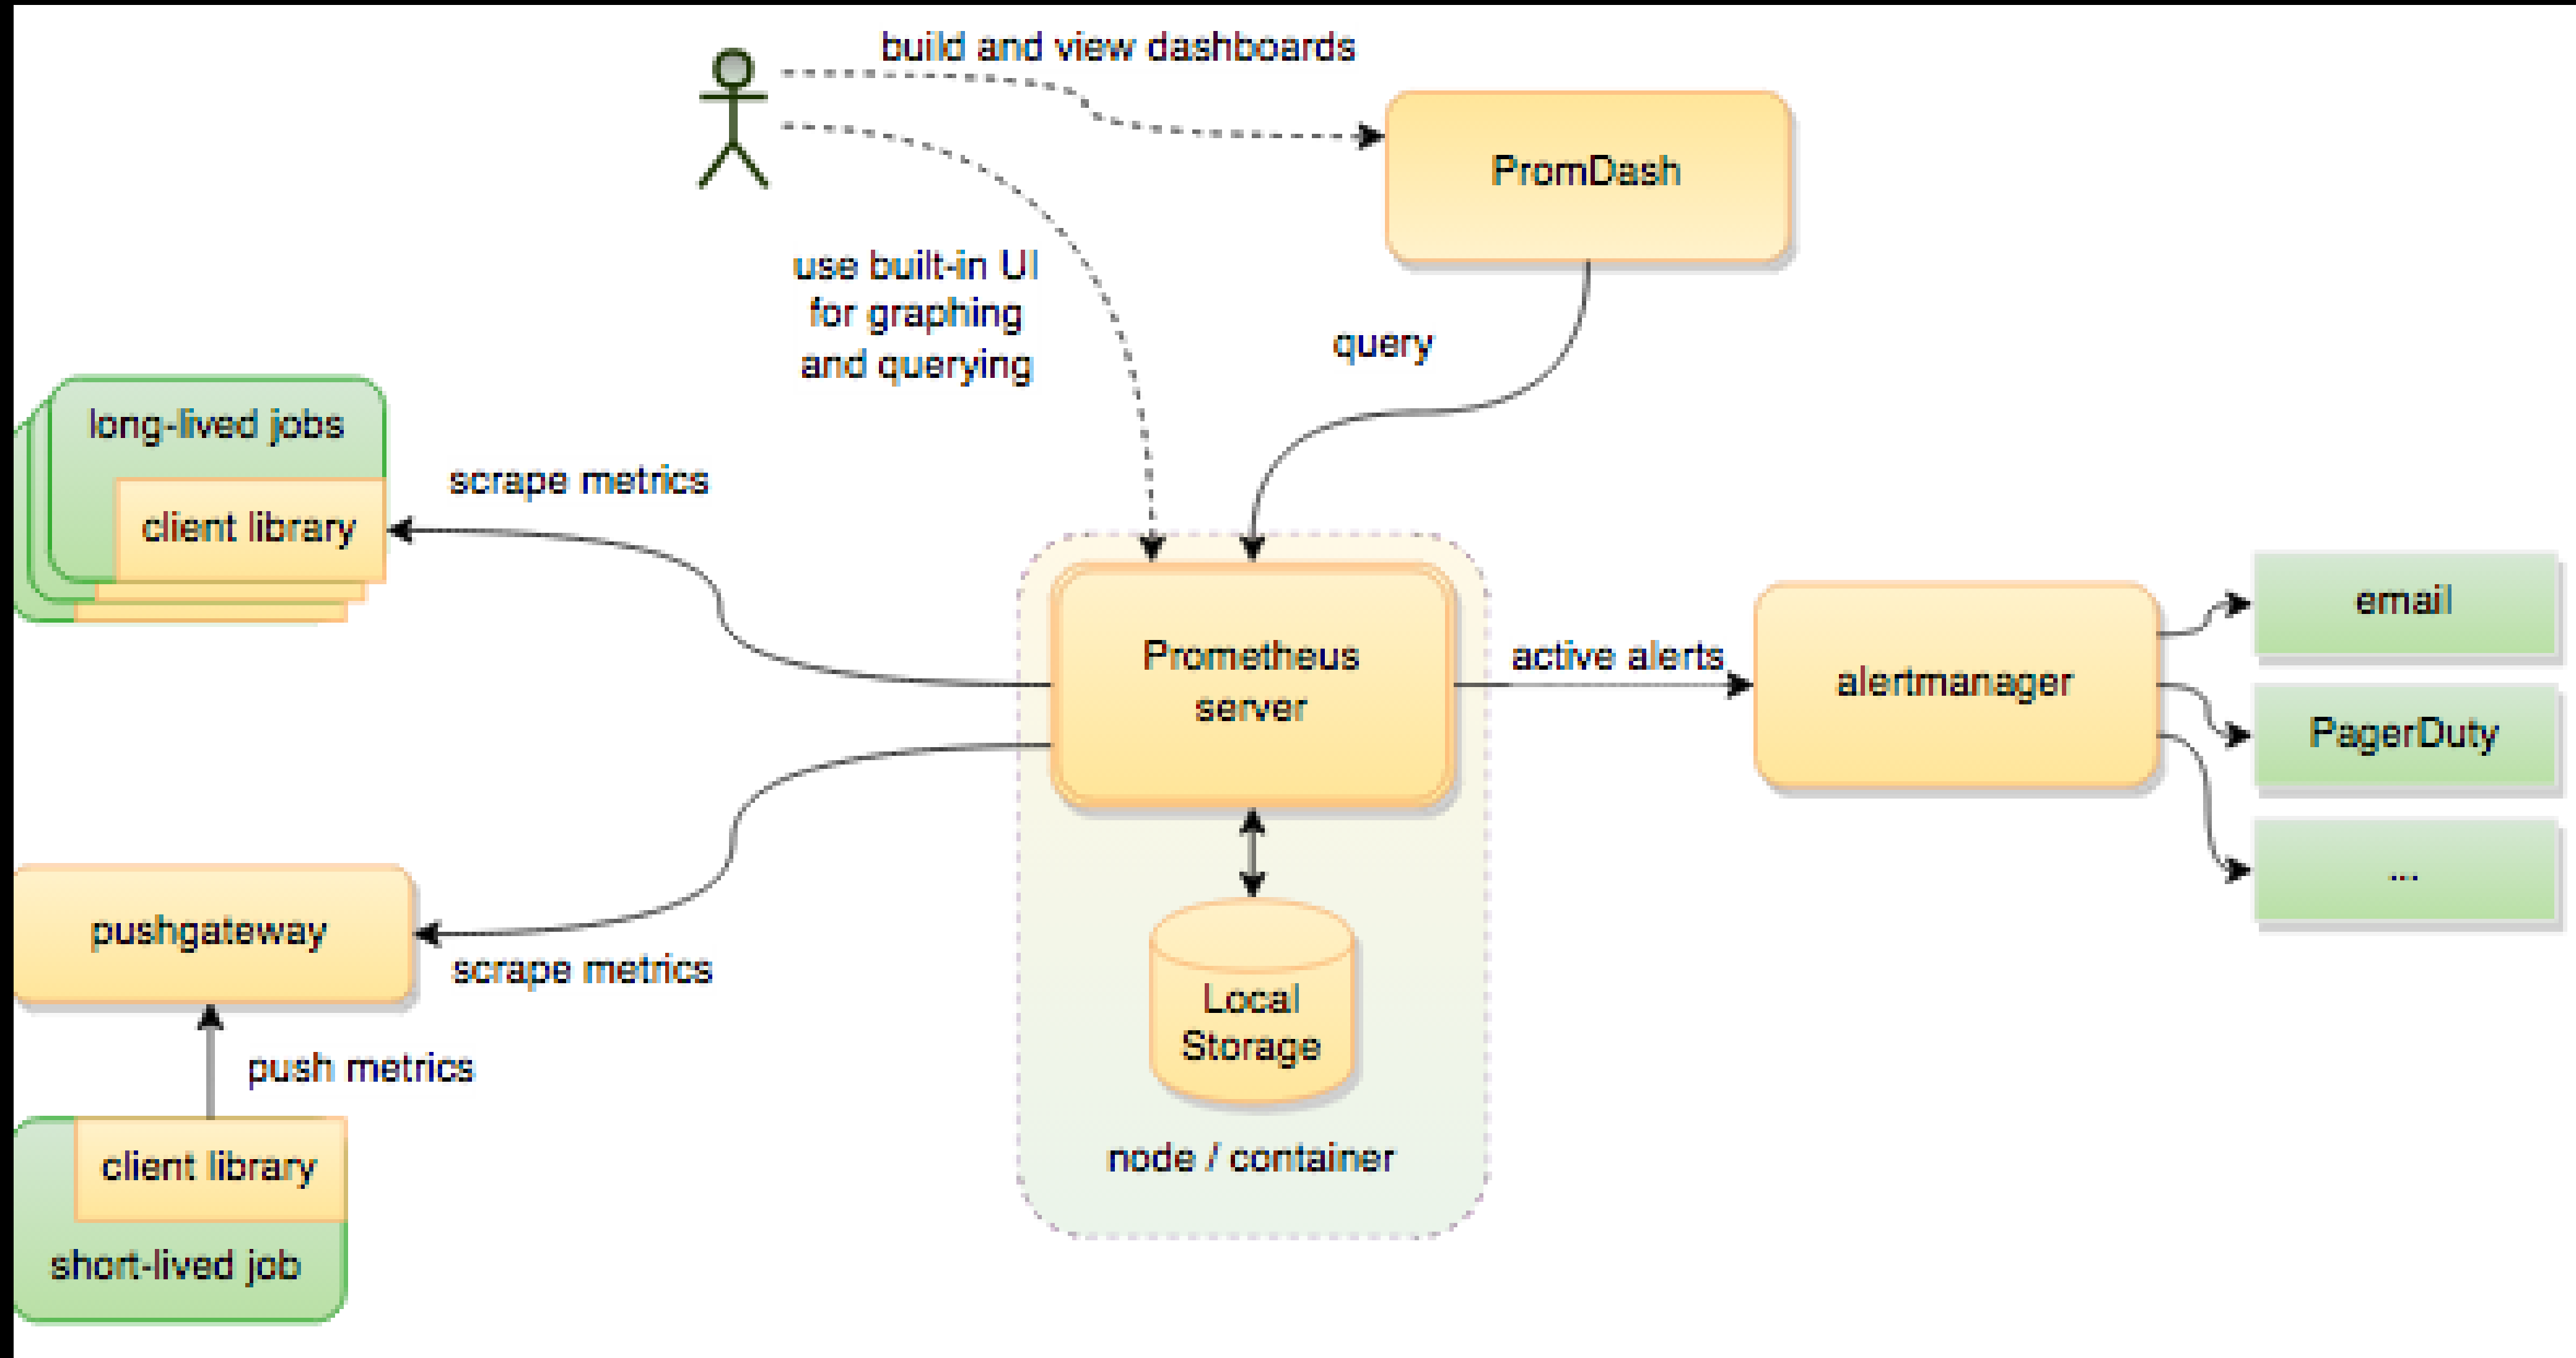 build and view dashboards
PromDash
use built-in UI
for graphing
and querying
query
long-lived jobs
client library
scrape metrics
Prometheus
server
active alerts
alertmanager
email
PagerDuty
...
pushgateway
scrape metrics
Local
Storage
node / container
push metrics
client library
short-lived job